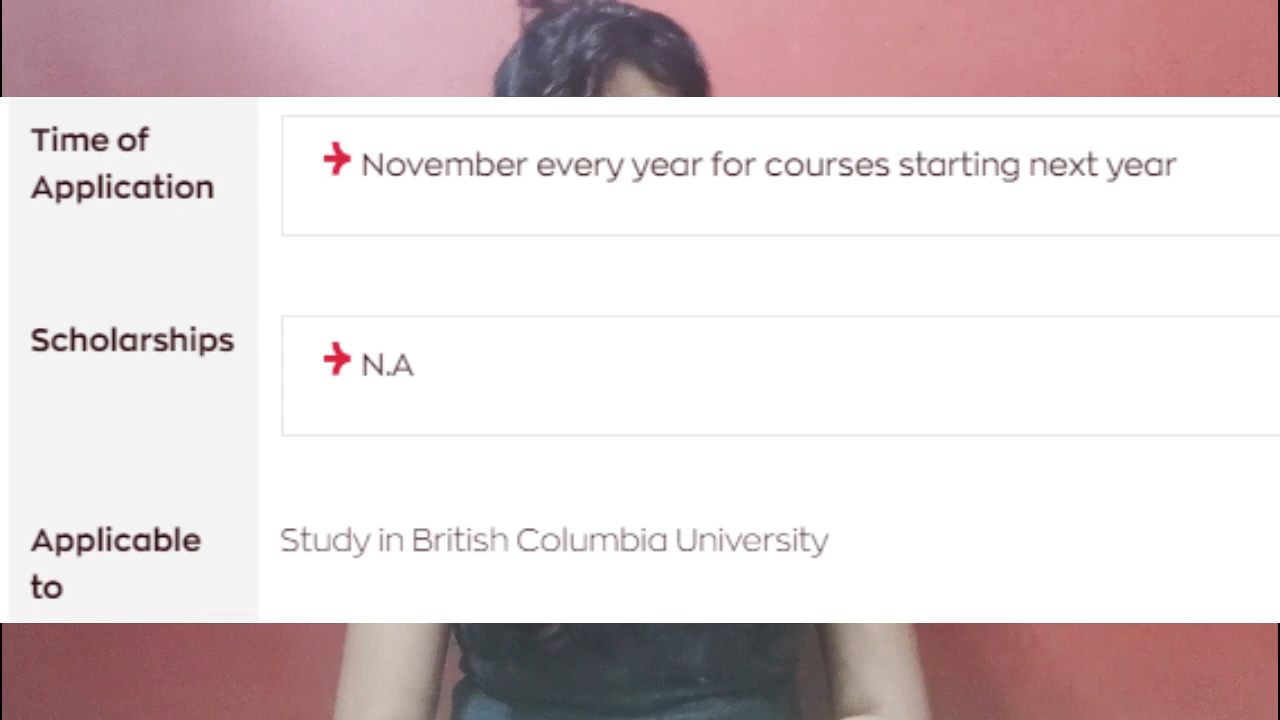 Time of
Application
November every year for courses starting next year
Scholarships
N.A
Applicable
to
Study in British Columbia University